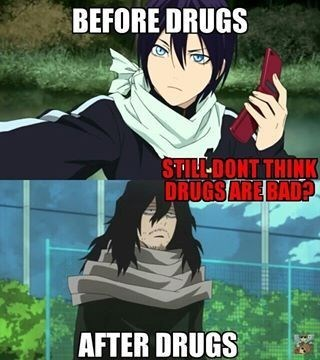 BEFORE DRUGS
STILL DONT THINK
DRUGS ARE BAD?
AFTER DRUGS